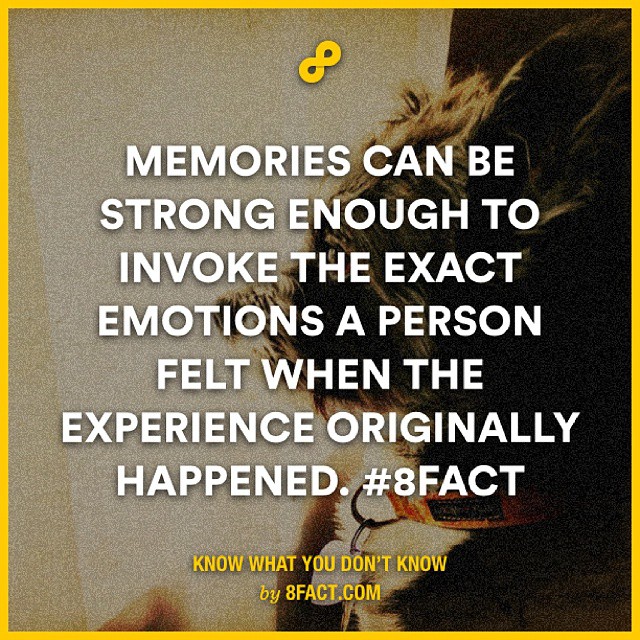 MEMORIES CAN BE
STRONG ENOUGH TO
INVOKE THE EXACT
EMOTIONS A PERSON
FELT WHEN THE
EXPERIENCE ORIGINALLY
HAPPENED. #8FACT
KNOW WHAT YOU DON'T KNOW
by 8FACT.COM